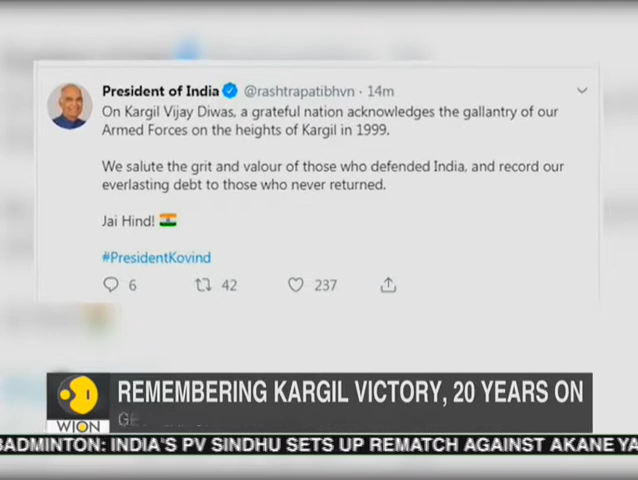 President of India @rashtrapatibhvn · 14m
On Kargil Vijay Diwas, a grateful nation acknowledges the gallantry of our
Armed Forces on the heights of Kargil in 1999.
We salute the grit and valour of those who defended India, and record our
everlasting debt to those who never returned.
Jai Hind!
#PresidentKovind
6 42 237
REMEMBERING KARGIL VICTORY, 20 YEARS ON
WION
BADMINTON: INDIA'S PV SINDHU SETS UP REMATCH AGAINST AKANE YA